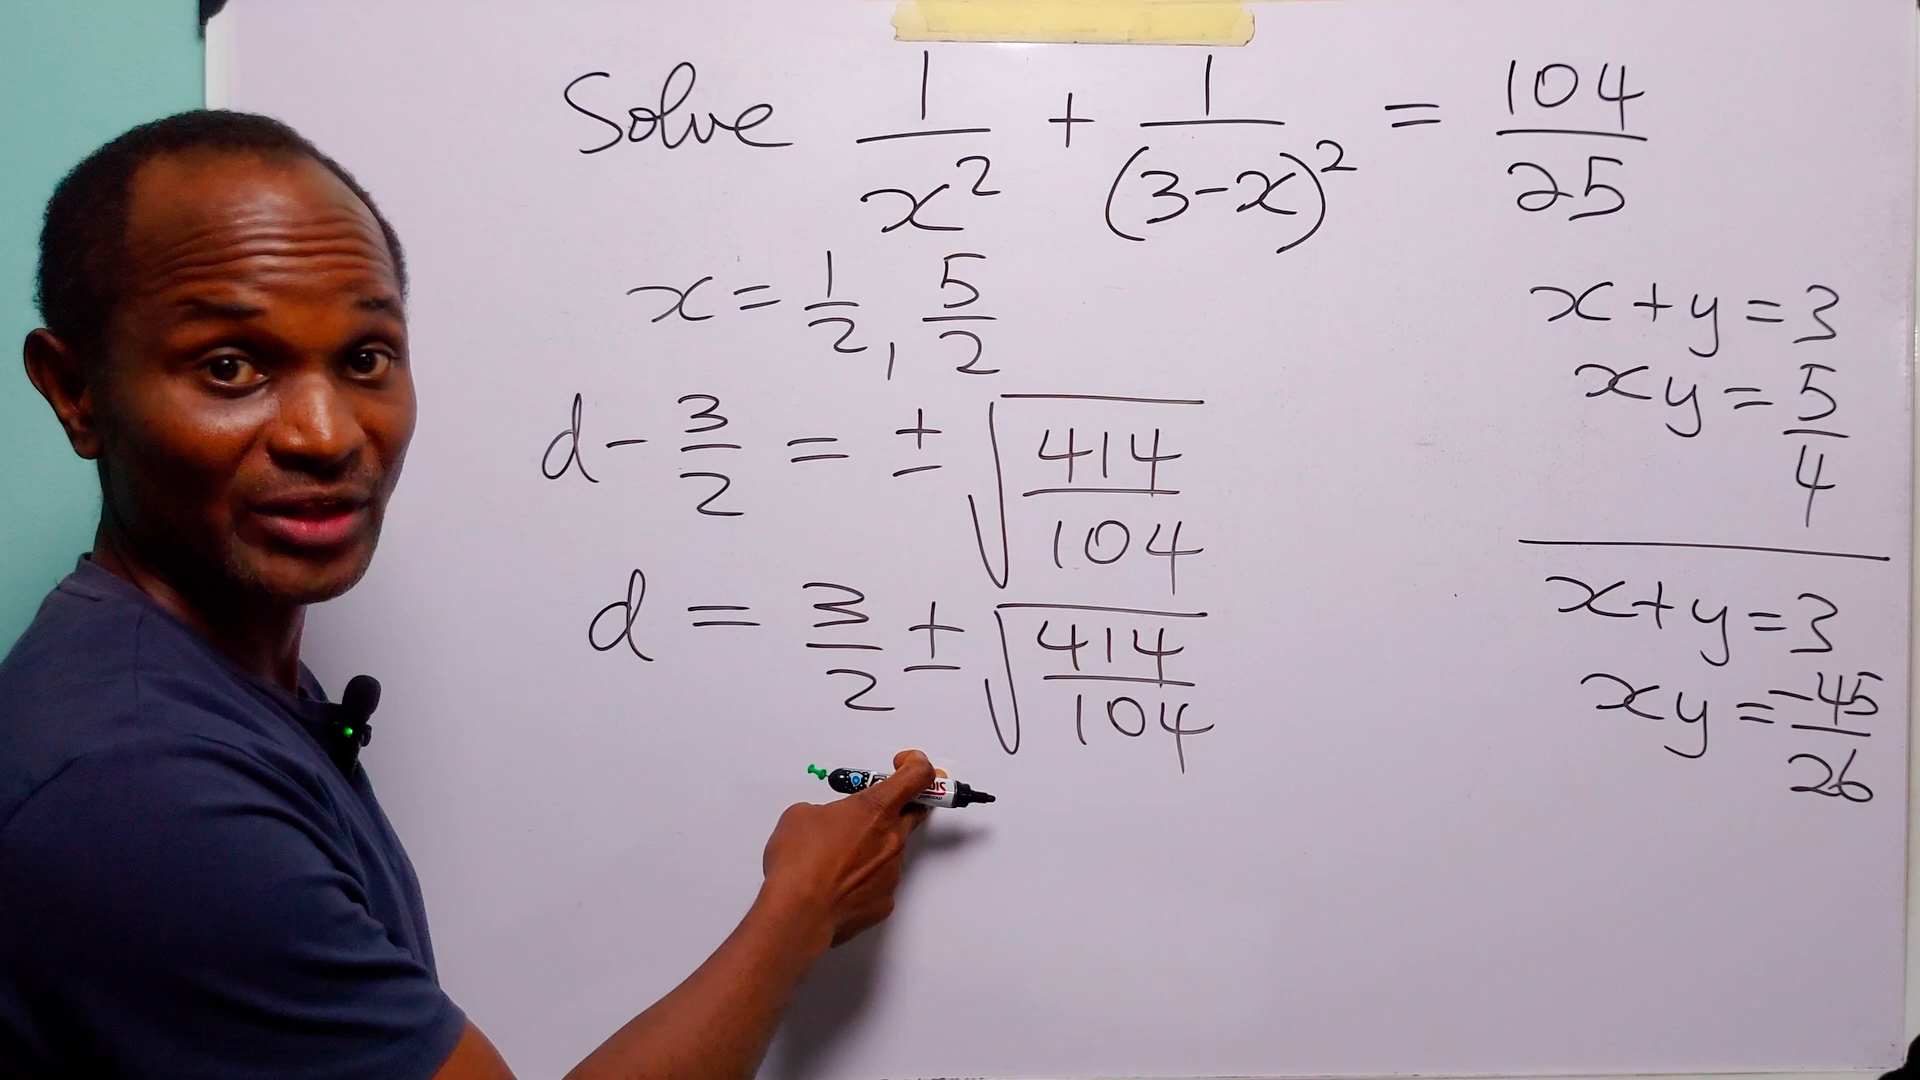 Solve 1/x² + 1/(3-x)² = 104/25
x = 1/2, 5/2
d - 3/2 = ± √(414/104)
d = 3/2 ± √(414/104)
x + y = 3
xy = 5/4
x + y = 3
xy = -45/26